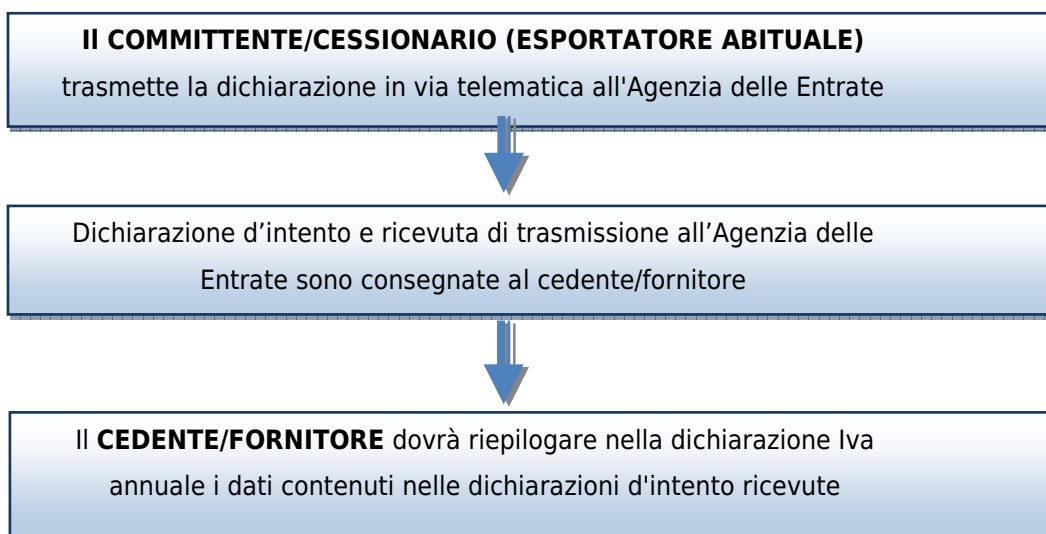 Il COMMITTENTE/CESSIONARIO (ESPORTATORE ABITUALE)
trasmette la dichiarazione in via telematica all'Agenzia delle Entrate
Dichiarazione d’intento e ricevuta di trasmissione all’Agenzia delle
Entrate sono consegnate al cedente/fornitore
Il CEDENTE/FORNITORE dovrà riepilogare nella dichiarazione Iva
annuale i dati contenuti nelle dichiarazioni d'intento ricevute